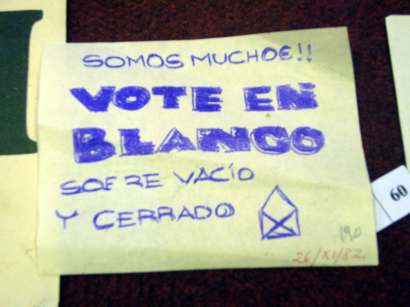 SOMOS MUCHOS!!
VOTE EN
BLANCO
SOBRE VACÍO
Y CERRADO
190
26/XI/82
60